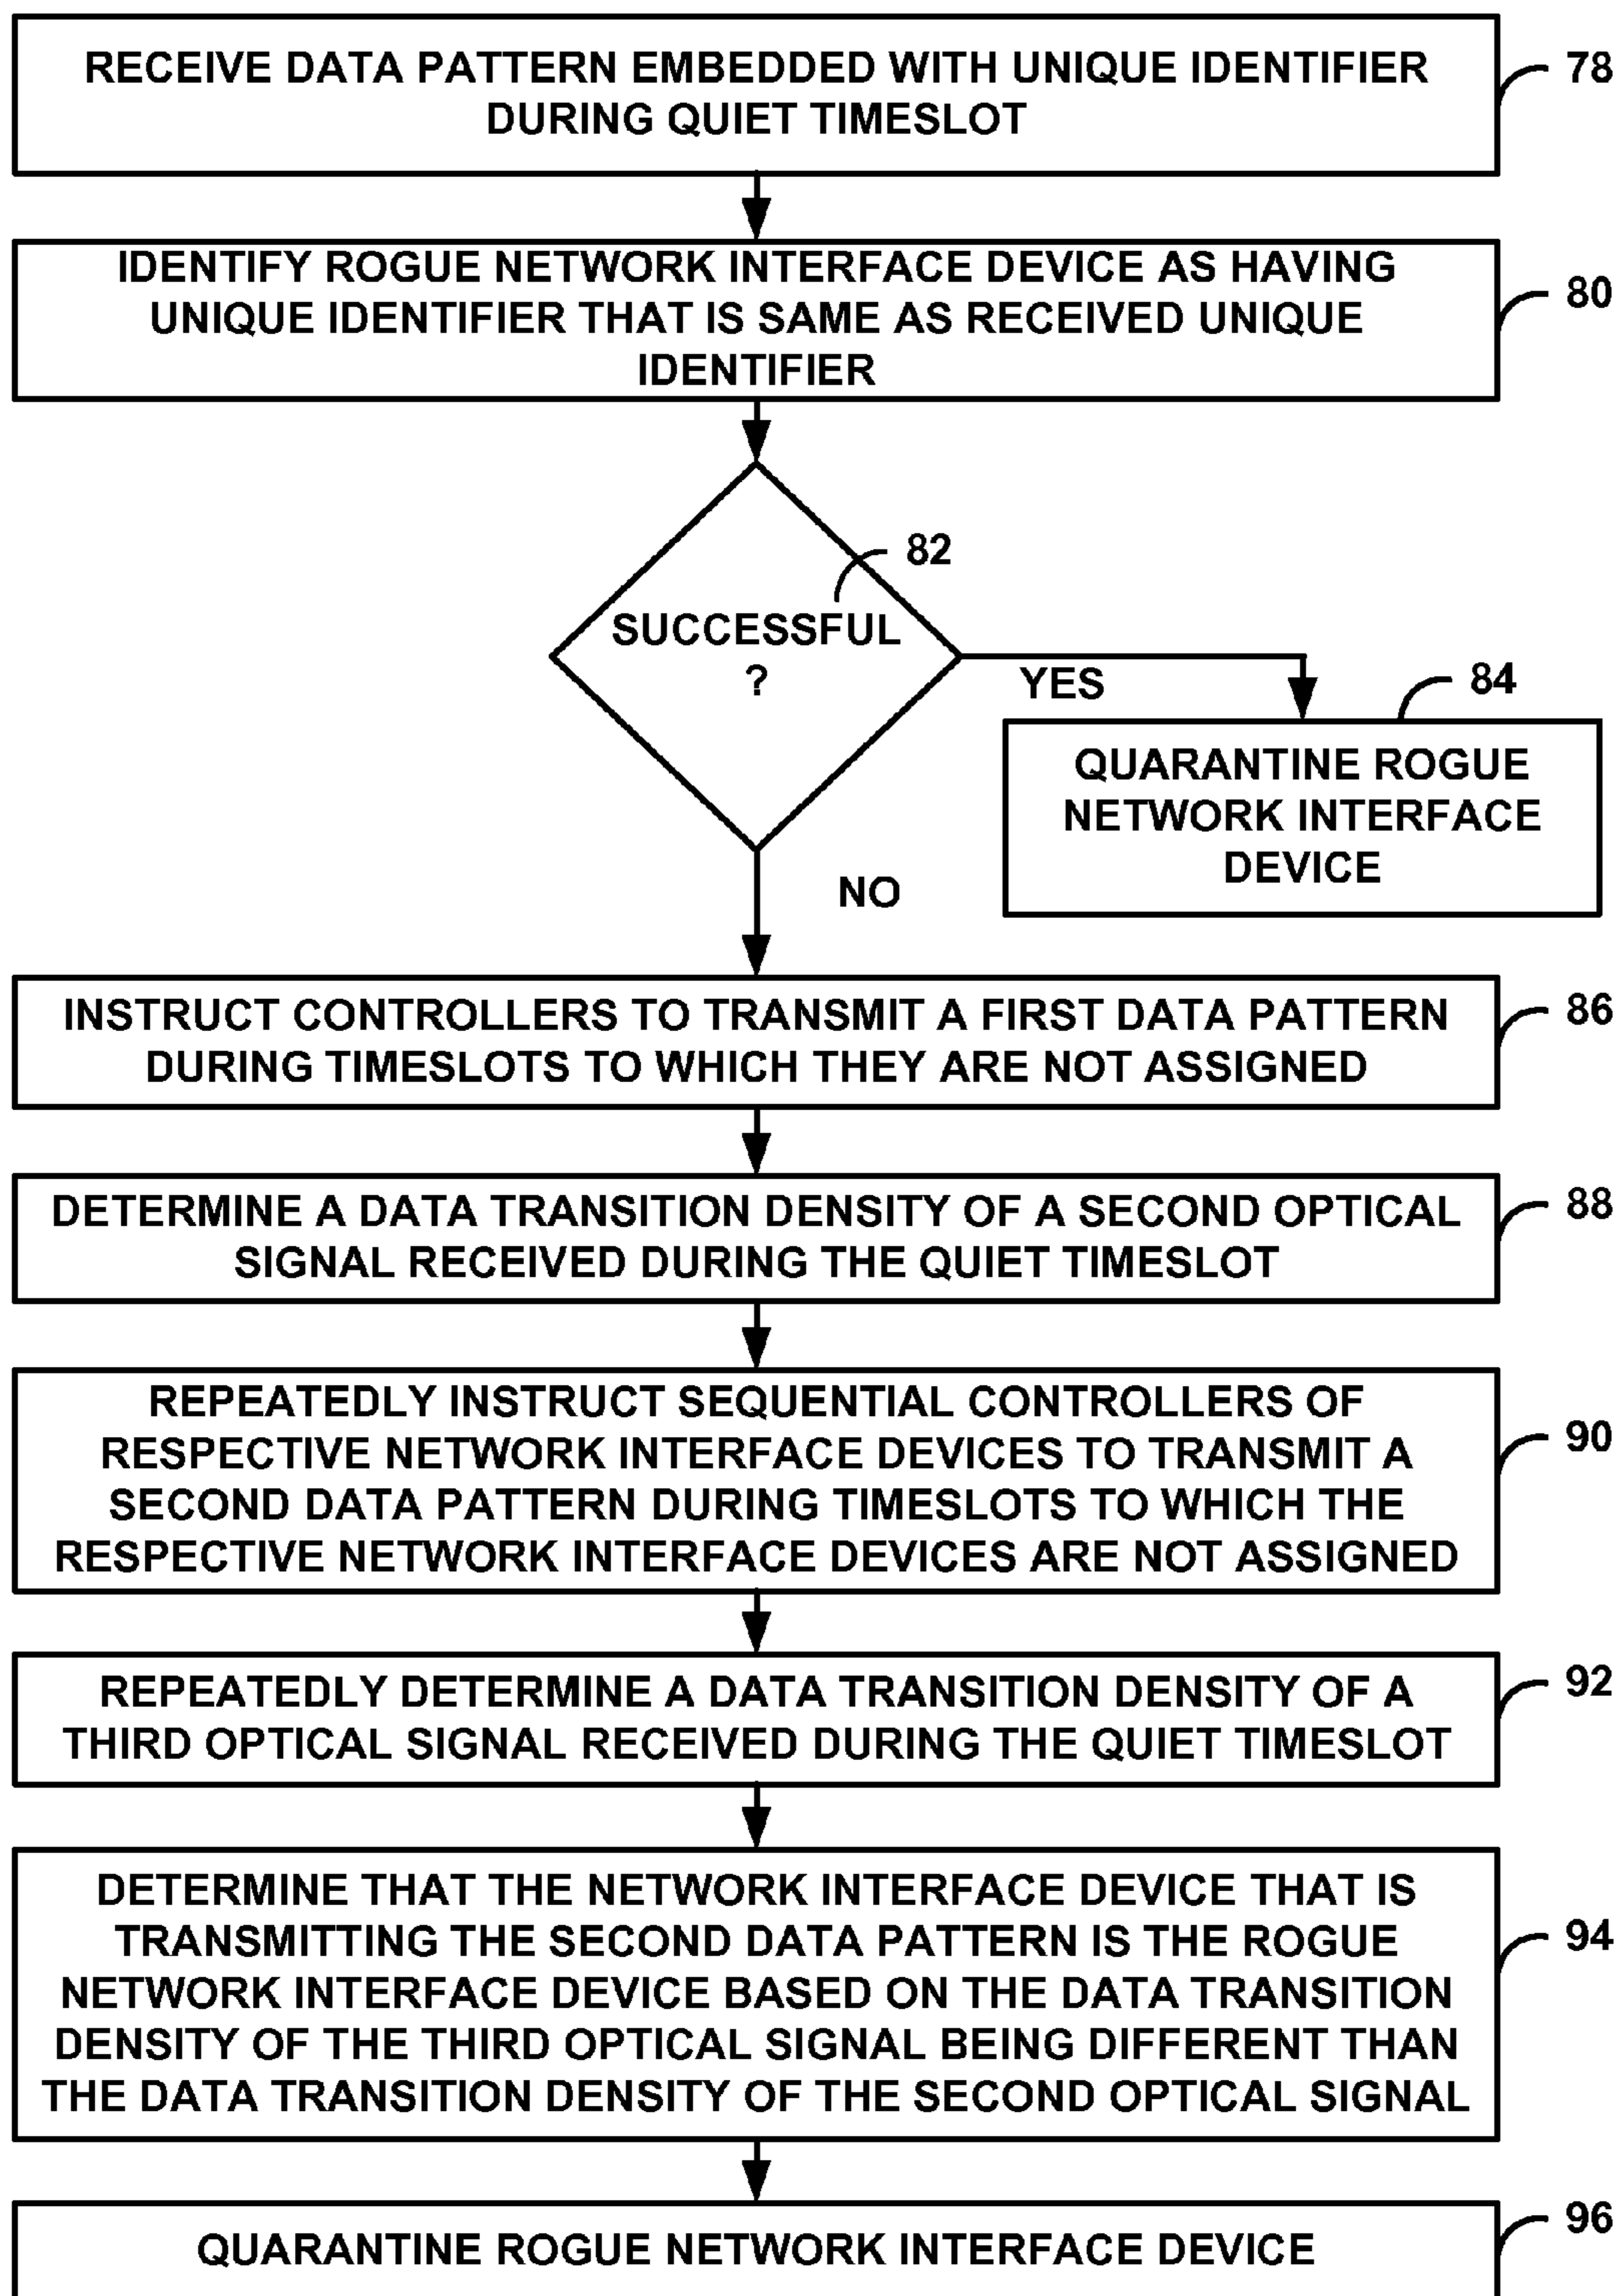 RECEIVE DATA PATTERN EMBEDDED WITH UNIQUE IDENTIFIER
DURING QUIET TIMESLOT
78
IDENTIFY ROGUE NETWORK INTERFACE DEVICE AS HAVING
UNIQUE IDENTIFIER THAT IS SAME AS RECEIVED UNIQUE
IDENTIFIER
80
82
SUCCESSFUL
?
YES
84
QUARANTINE ROGUE
NETWORK INTERFACE
DEVICE
NO
INSTRUCT CONTROLLERS TO TRANSMIT A FIRST DATA PATTERN
DURING TIMESLOTS TO WHICH THEY ARE NOT ASSIGNED
86
DETERMINE A DATA TRANSITION DENSITY OF A SECOND OPTICAL
SIGNAL RECEIVED DURING THE QUIET TIMESLOT
88
REPEATEDLY INSTRUCT SEQUENTIAL CONTROLLERS OF
RESPECTIVE NETWORK INTERFACE DEVICES TO TRANSMIT A
SECOND DATA PATTERN DURING TIMESLOTS TO WHICH THE
RESPECTIVE NETWORK INTERFACE DEVICES ARE NOT ASSIGNED
90
REPEATEDLY DETERMINE A DATA TRANSITION DENSITY OF A
THIRD OPTICAL SIGNAL RECEIVED DURING THE QUIET TIMESLOT
92
DETERMINE THAT THE NETWORK INTERFACE DEVICE THAT IS
TRANSMITTING THE SECOND DATA PATTERN IS THE ROGUE
NETWORK INTERFACE DEVICE BASED ON THE DATA TRANSITION
DENSITY OF THE THIRD OPTICAL SIGNAL BEING DIFFERENT THAN
THE DATA TRANSITION DENSITY OF THE SECOND OPTICAL SIGNAL
94
QUARANTINE ROGUE NETWORK INTERFACE DEVICE
96